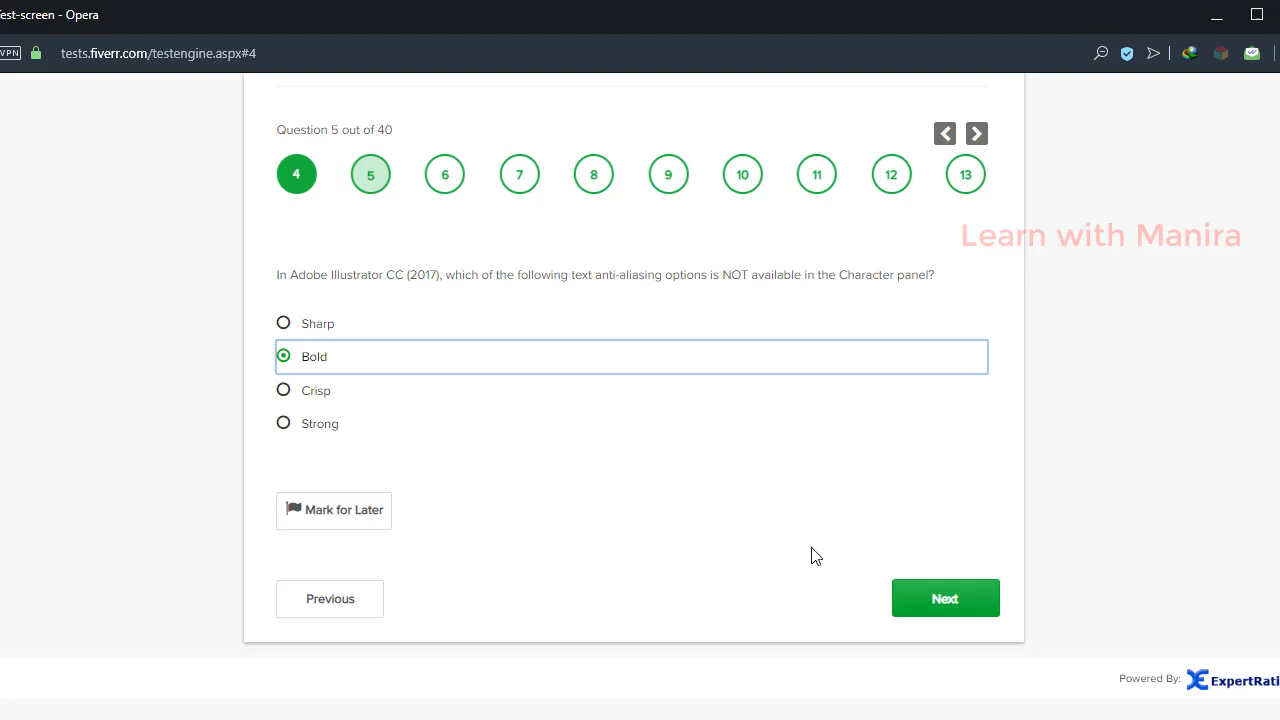 Test-screen - Opera
VPN
tests.fiverr.com/testengine.aspx#4
Question 5 out of 40
4 5 6 7 8 9 10 11 12 13
Learn with Manira
In Adobe Illustrator CC (2017), which of the following text anti-aliasing options is NOT available in the Character panel?
Sharp
Bold
Crisp
Strong
Mark for Later
Previous
Next
Powered By:
ExpertRati